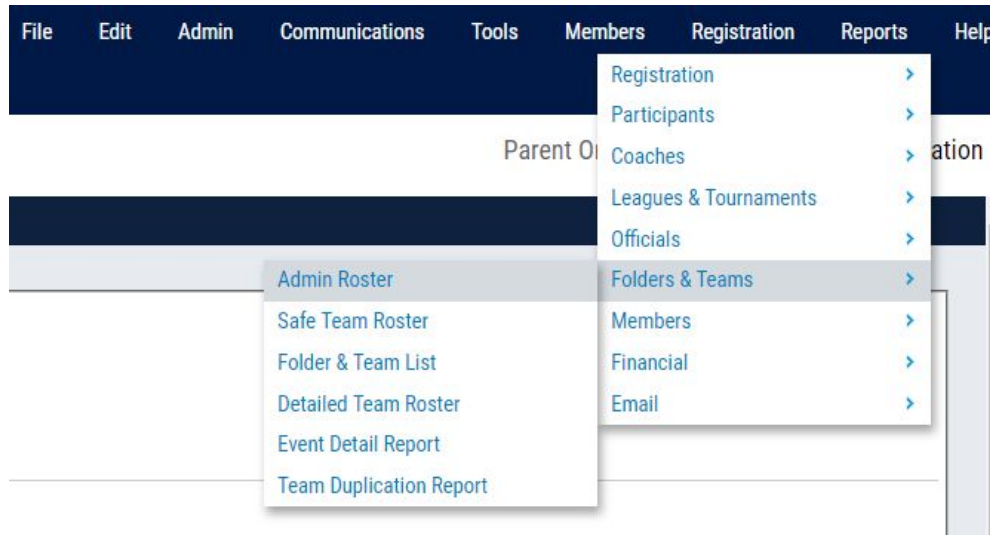 File Edit Admin Communications Tools Members Registration Reports Help
Registration
Participants
Parent
Coaches
ation
Leagues & Tournaments
Officials
Admin Roster
Folders & Teams
Safe Team Roster
Members
Folder & Team List
Financial
Detailed Team Roster
Email
Event Detail Report
Team Duplication Report